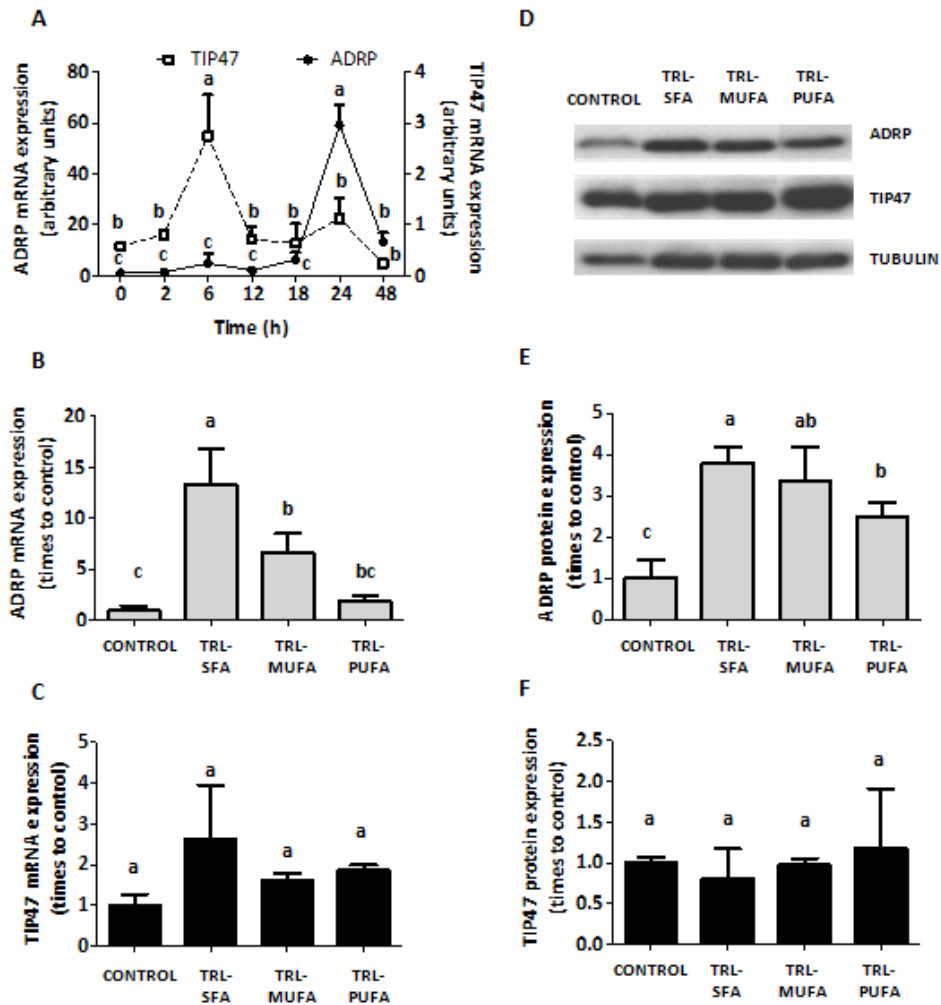 A
TIP47 ADRP
ADRP mRNA expression
(arbitrary units)
80
60
40
20
0
4
3
2
1
0
TIP47 mRNA expression
(arbitrary units)
a a
b b b b b b
b
c c c c c c
0 2 6 12 18 24 48
Time (h)
D
CONTROL TRL-SFA TRL-MUFA TRL-PUFA
ADRP
TIP47
TUBULIN
B
ADRP mRNA expression
(times to control)
20
15
10
5
0
c a b bc
CONTROL TRL-SFA TRL-MUFA TRL-PUFA
E
ADRP protein expression
(times to control)
5
4
3
2
1
0
c a ab b
CONTROL TRL-SFA TRL-MUFA TRL-PUFA
C
TIP47 mRNA expression
(times to control)
5
4
3
2
1
0
a a a a
CONTROL TRL-SFA TRL-MUFA TRL-PUFA
F
TIP47 protein expression
(times to control)
2.5
2.0
1.5
1.0
0.5
0.0
a a a a
CONTROL TRL-SFA TRL-MUFA TRL-PUFA